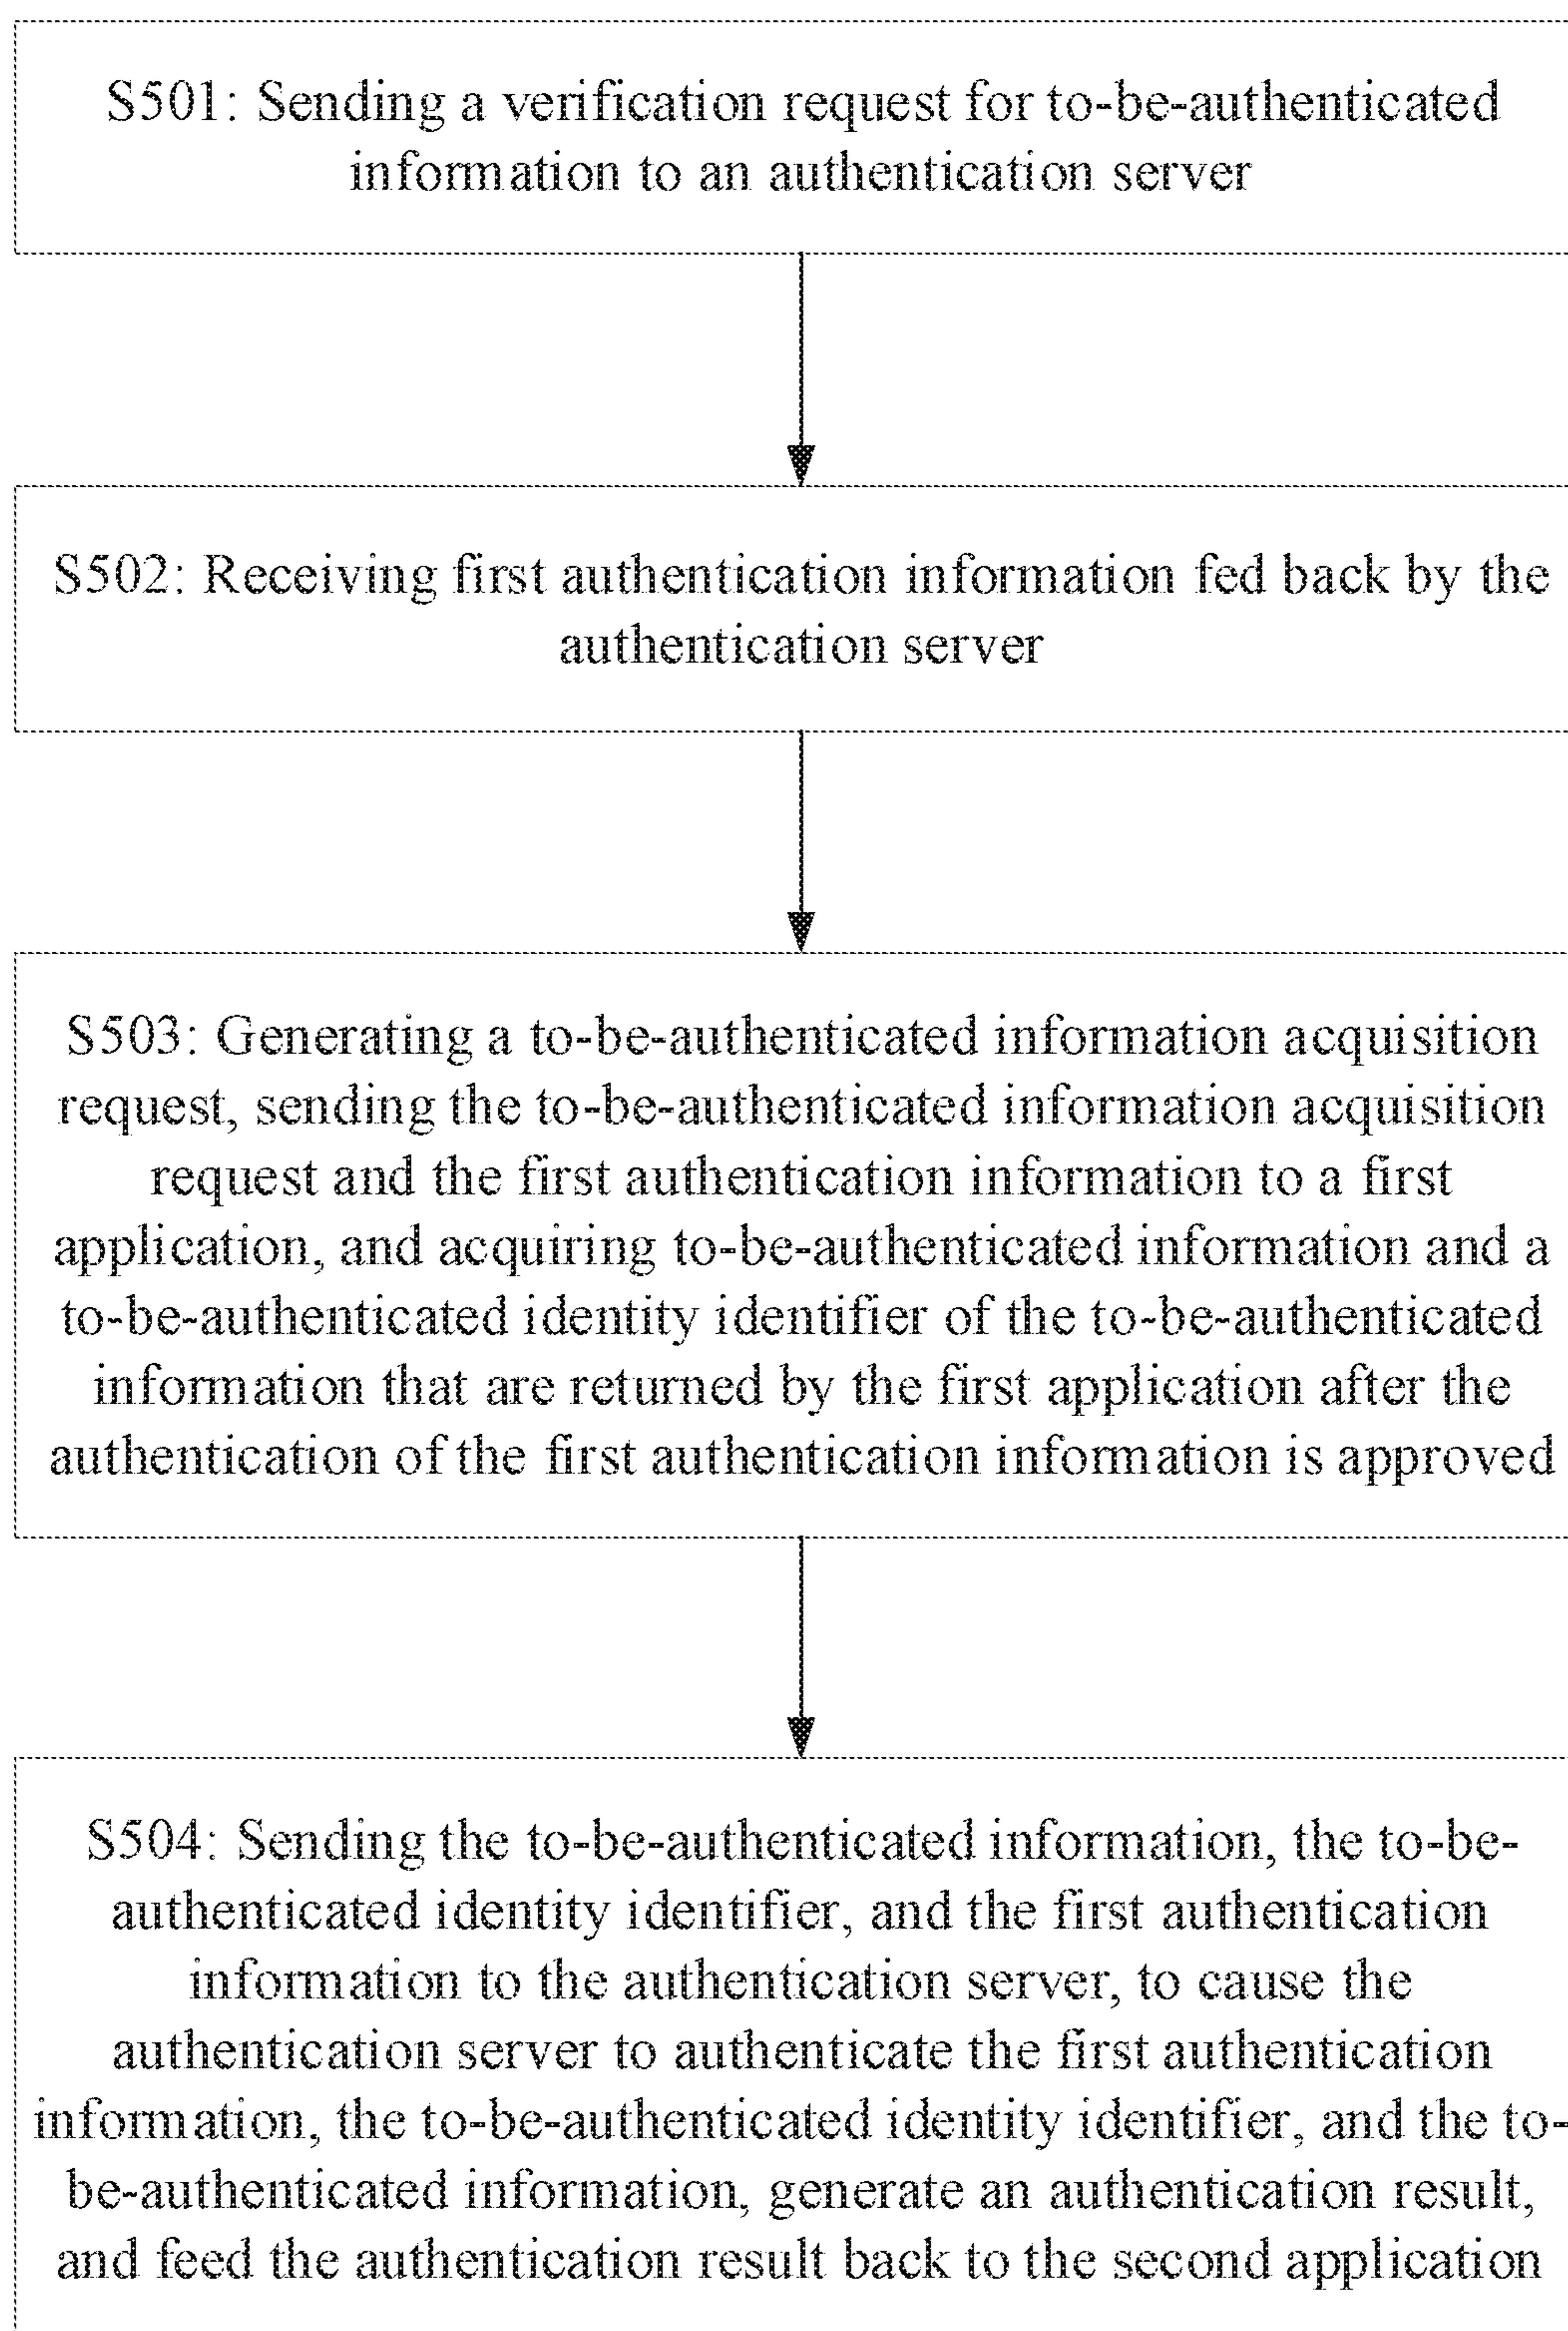 S501: Sending a verification request for to-be-authenticated
information to an authentication server
S502: Receiving first authentication information fed back by the
authentication server
S503: Generating a to-be-authenticated information acquisition
request, sending the to-be-authenticated information acquisition
request and the first authentication information to a first
application, and acquiring to-be-authenticated information and a
to-be-authenticated identity identifier of the to-be-authenticated
information that are returned by the first application after the
authentication of the first authentication information is approved
S504: Sending the to-be-authenticated information, the to-be-
authenticated identity identifier, and the first authentication
information to the authentication server, to cause the
authentication server to authenticate the first authentication
information, the to-be-authenticated identity identifier, and the to-
be-authenticated information, generate an authentication result,
and feed the authentication result back to the second application